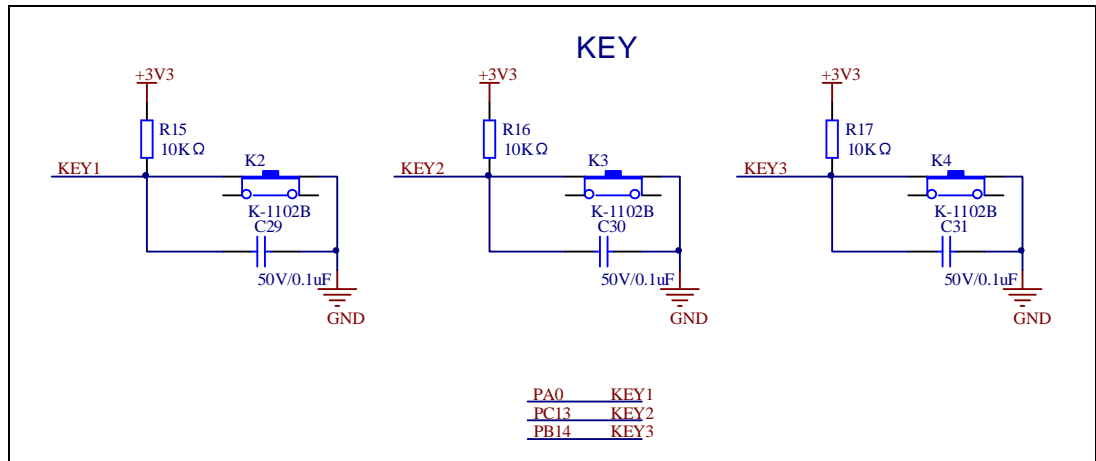 KEY
+3V3 +3V3 +3V3
R15 R16 R17
10KΩ 10KΩ 10KΩ
KEY1 K2 KEY2 K3 KEY3 K4
K-1102B K-1102B K-1102B
C29 C30 C31
50V/0.1uF 50V/0.1uF 50V/0.1uF
GND GND GND
PA0 KEY1
PC13 KEY2
PB14 KEY3